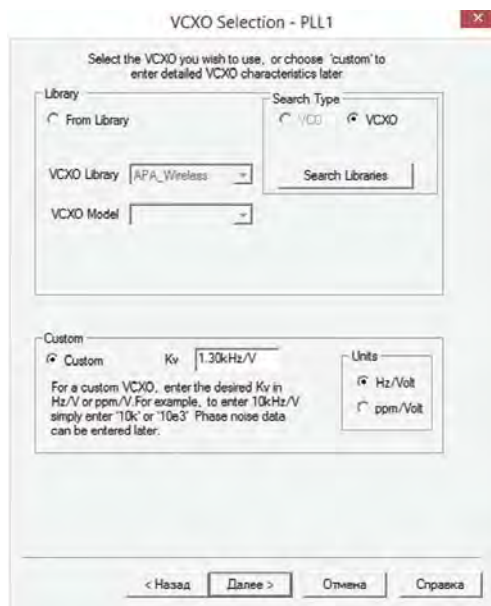 VCXO Selection - PLL1
Select the VCXO you wish to use, or choose 'custom' to
enter detailed VCXO characteristics later
Library
From Library
Search Type
VCO
VCXO
VCXO Library
APA_Wireless
Search Libraries
VCXO Model
Custom
Custom
Kv
1.30kHz/V
For a custom VCXO, enter the desired Kv in
Hz/V or ppm/V.For example, to enter 10kHz/V
simply enter '10k' or '10e3' Phase noise data
can be entered later.
Units
Hz/Volt
ppm/Volt
< Назад
Далее >
Отмена
Справка